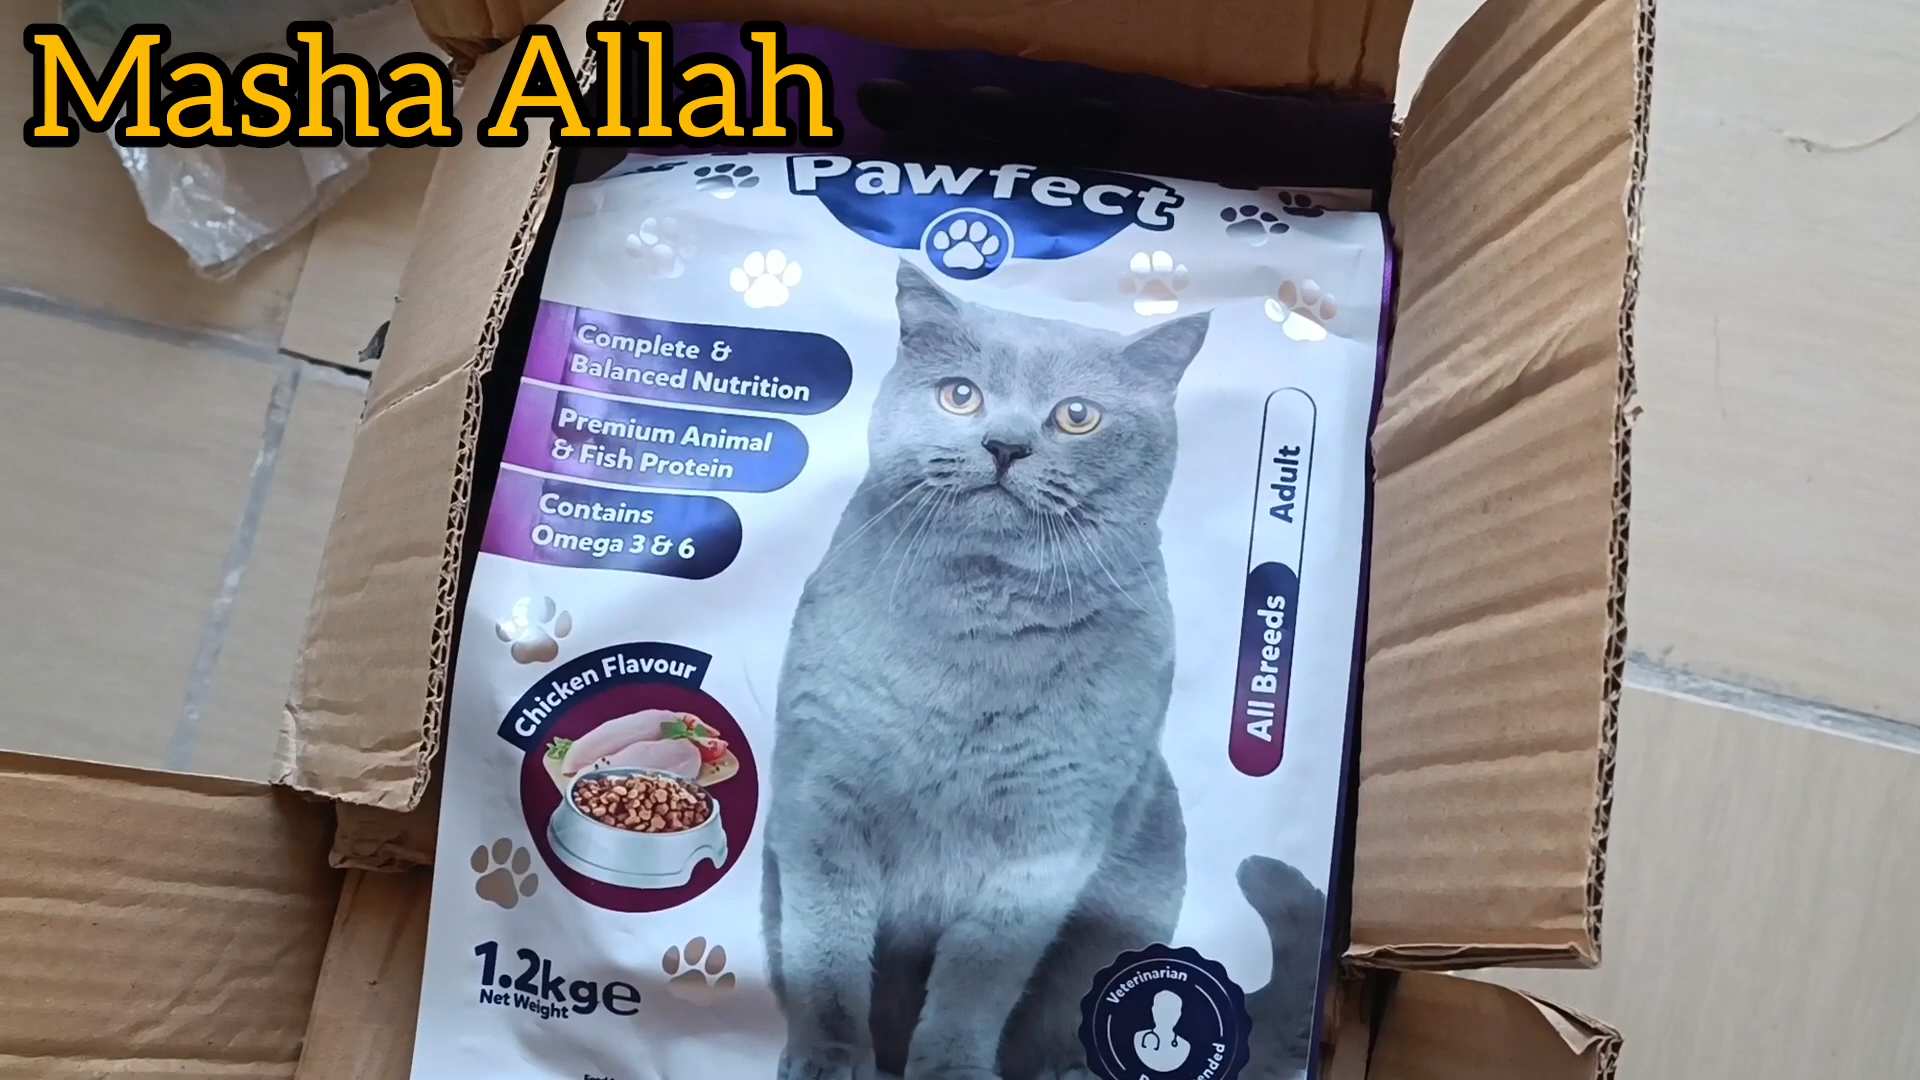 Masha Allah
Pawfect
Complete &
Balanced Nutrition
Premium Animal
& Fish Protein
Contains
Omega 3 & 6
Adult
All Breeds
Chicken Flavour
1.2kg℮
Net Weight
Veterinarian